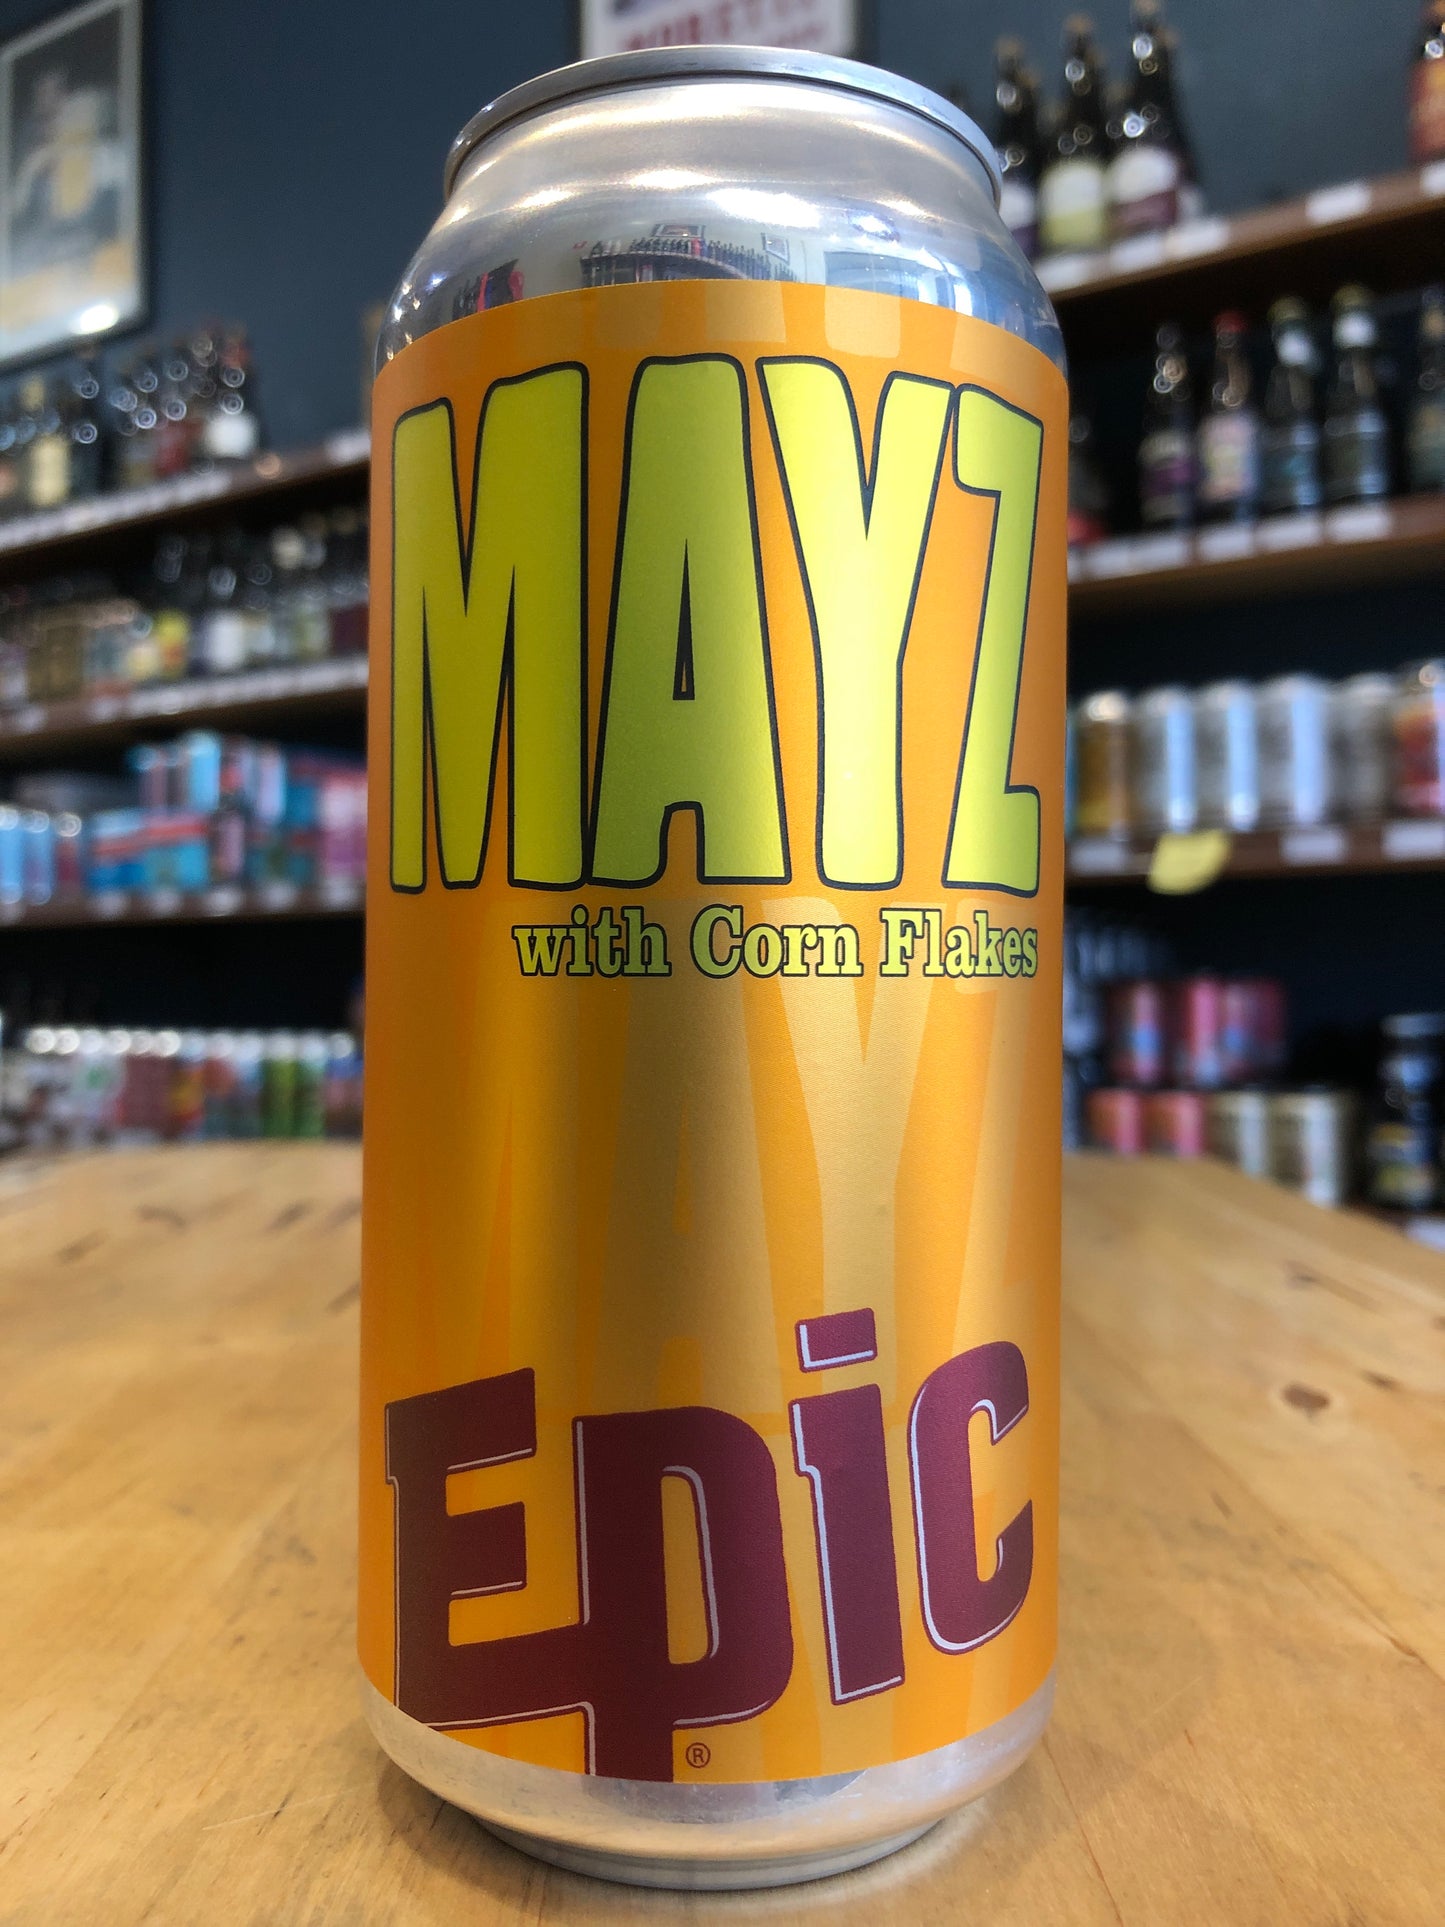 MAYZ
with Corn Flakes
Epic
®